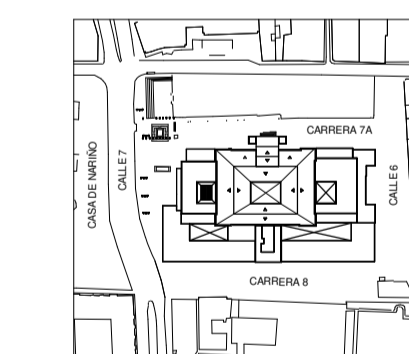 CARRERA 7A
CASA DE NARIÑO
CALLE 7
CALLE 6
CARRERA 8